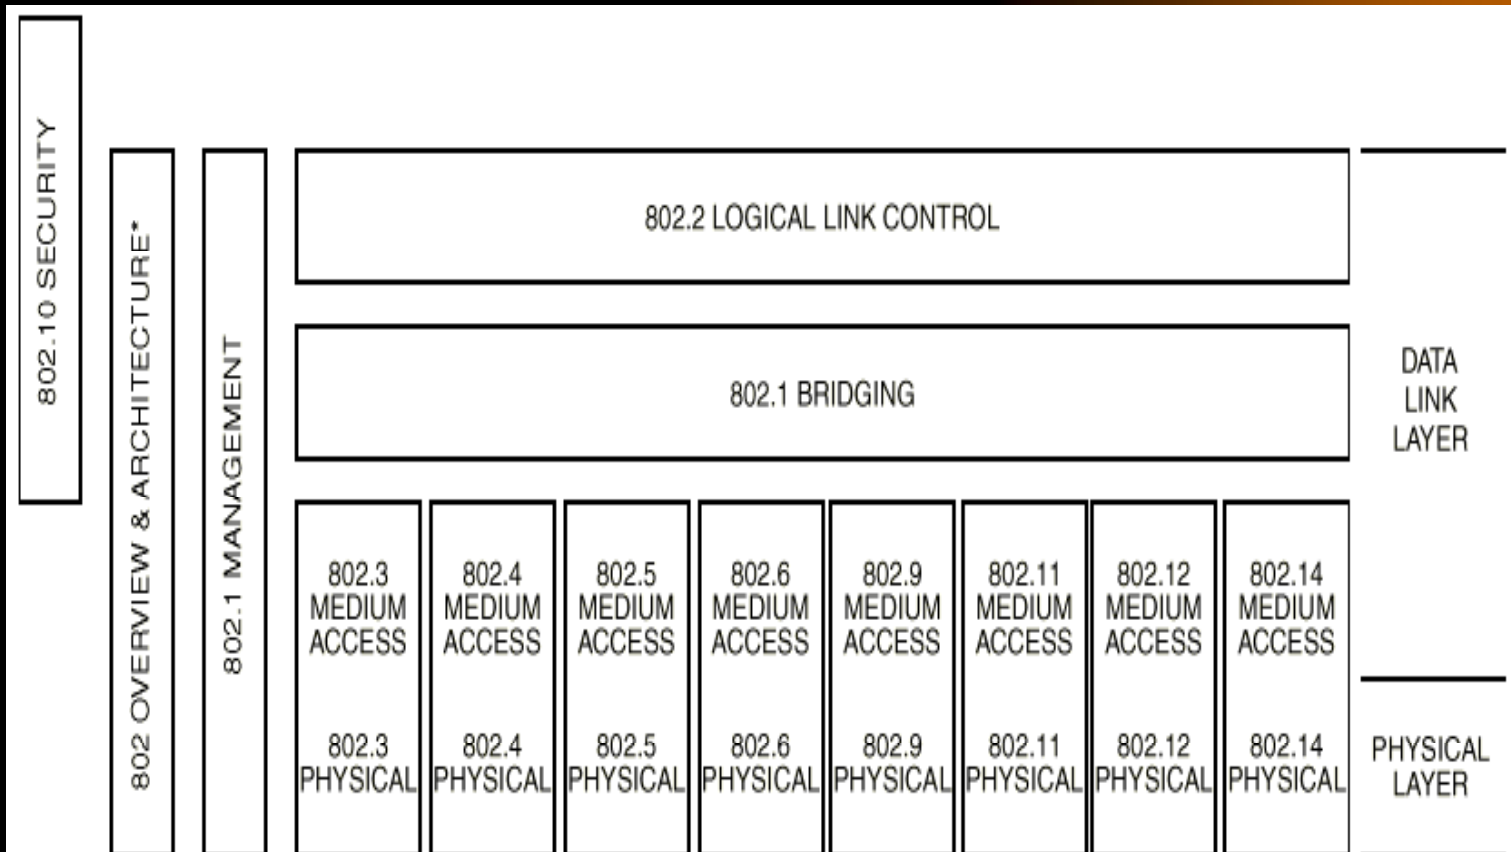 802.10 SECURITY
802 OVERVIEW & ARCHITECTURE*
802.1 MANAGEMENT
802.2 LOGICAL LINK CONTROL
802.1 BRIDGING
DATA
LINK
LAYER
802.3
MEDIUM
ACCESS
802.3
PHYSICAL
802.4
MEDIUM
ACCESS
802.4
PHYSICAL
802.5
MEDIUM
ACCESS
802.5
PHYSICAL
802.6
MEDIUM
ACCESS
802.6
PHYSICAL
802.9
MEDIUM
ACCESS
802.9
PHYSICAL
802.11
MEDIUM
ACCESS
802.11
PHYSICAL
802.12
MEDIUM
ACCESS
802.12
PHYSICAL
802.14
MEDIUM
ACCESS
802.14
PHYSICAL
PHYSICAL
LAYER